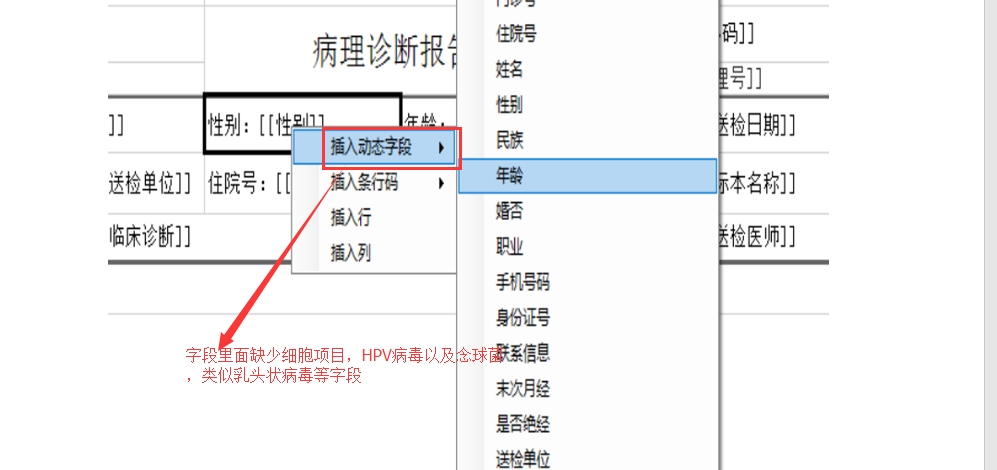 门诊号
住院号
码]]
病理诊断报告
姓名
理号]]
性别
]]
性别：[[性别]]
年龄：
送检日期]]
插入动态字段
民族
年龄
送检单位]]
住院号：[[
插入条行码
标本名称]]
插入行
婚否
临床诊断]]
职业
送检医师]]
插入列
手机号码
身份证号
字段里面缺少细胞项目，HPV病毒以及念球菌
，类似乳头状病毒等字段
联系信息
末次月经
是否绝经
送检单位